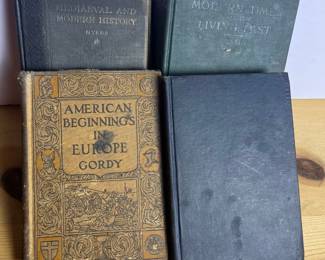 MEDIAEVAL AND
MODERN HISTORY
MYERS
MODERN TIMES
LIVING PAST
AMERICAN
BEGINNINGS
IN
EUROPE
GORDY